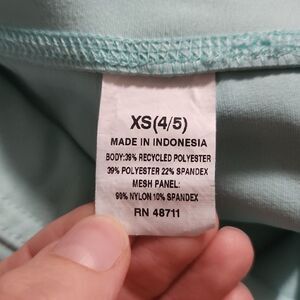 XS(4/5)
MADE IN INDONESIA
BODY:39% RECYCLED POLYESTER
39% POLYESTER 22% SPANDEX
MESH PANEL:
90% NYLON 10% SPANDEX
RN 48711